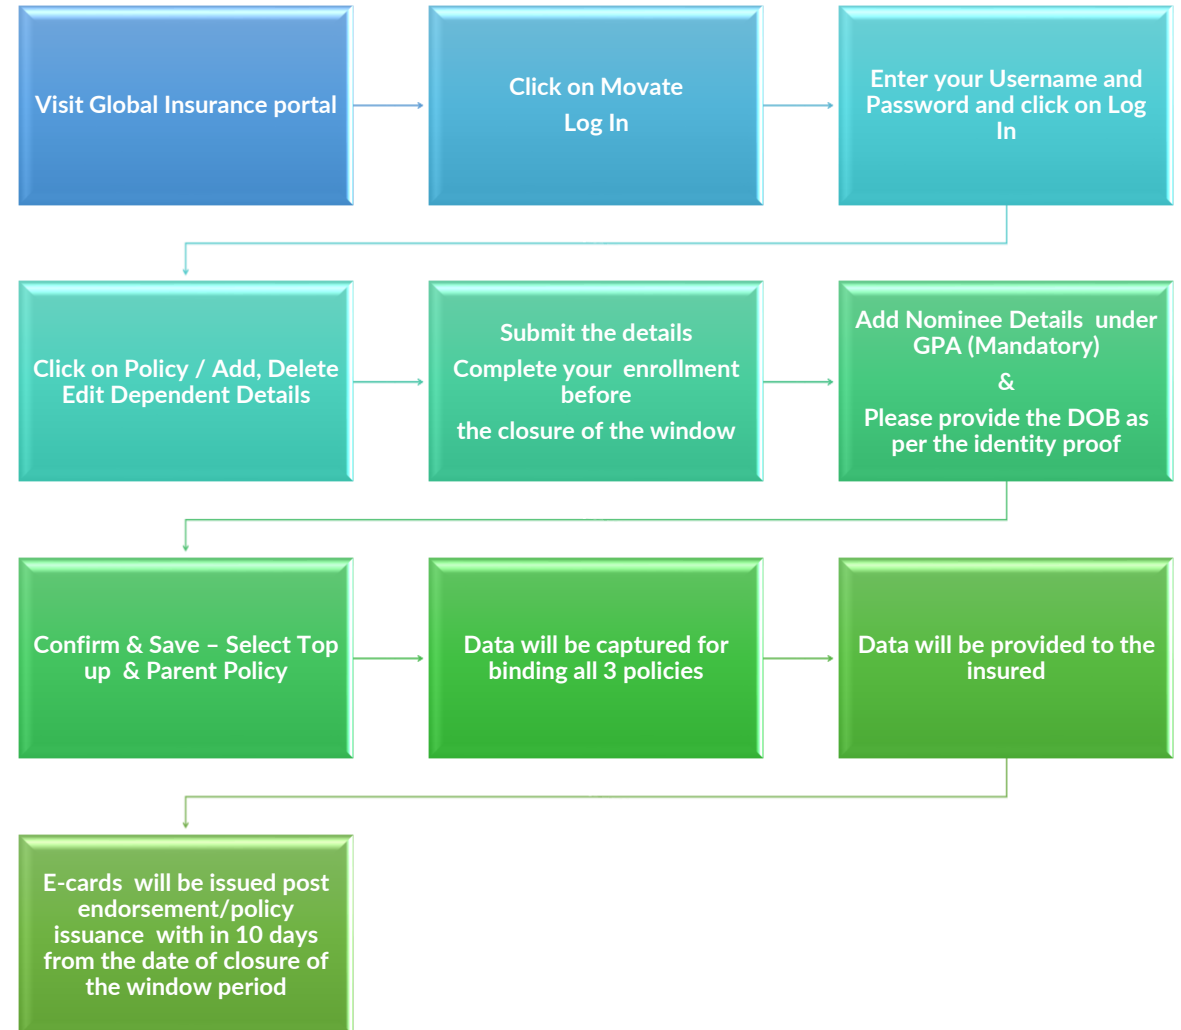 Visit Global Insurance portal
Click on Movate
Log In
Enter your Username and
Password and click on Log
In
Click on Policy / Add, Delete
Edit Dependent Details
Submit the details
Complete your enrollment
before
the closure of the window
Add Nominee Details under
GPA (Mandatory)
&
Please provide the DOB as
per the identity proof
Confirm & Save – Select Top
up & Parent Policy
Data will be captured for
binding all 3 policies
Data will be provided to the
insured
E-cards will be issued post
endorsement/policy
issuance with in 10 days
from the date of closure of
the window period